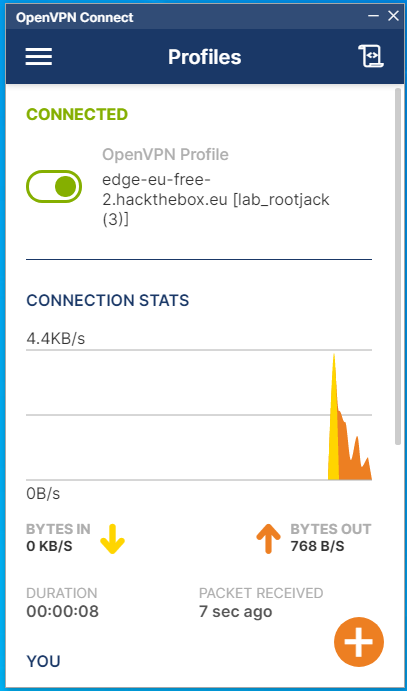 OpenVPN Connect
Profiles
CONNECTED
OpenVPN Profile
edge-eu-free-
2.hackthebox.eu [lab_rootjack
(3)]
CONNECTION STATS
4.4KB/s
0B/s
BYTES IN
0 KB/S
BYTES OUT
768 B/S
DURATION
00:00:08
PACKET RECEIVED
7 sec ago
YOU